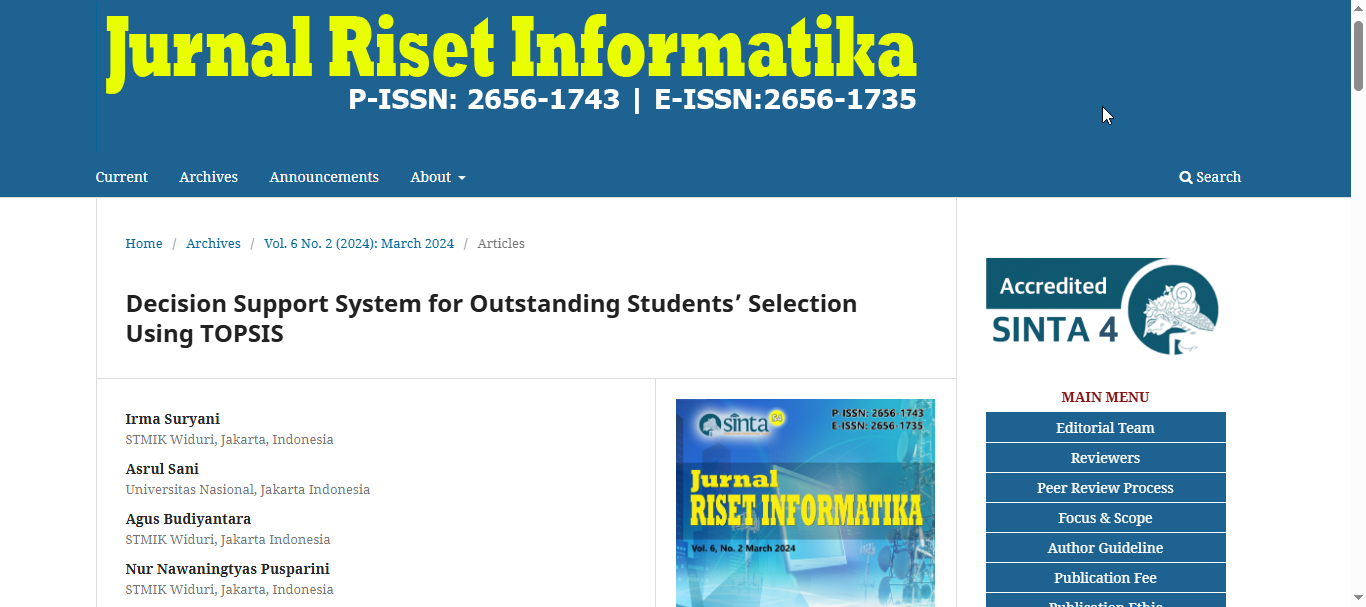 Jurnal Riset Informatika
P-ISSN: 2656-1743 | E-ISSN:2656-1735
Current Archives Announcements About Search
Home / Archives / Vol. 6 No. 2 (2024): March 2024 / Articles
Decision Support System for Outstanding Students’ Selection
Using TOPSIS
Irma Suryani
STMIK Widuri, Jakarta, Indonesia
Asrul Sani
Universitas Nasional, Jakarta Indonesia
Agus Budiyantara
STMIK Widuri, Jakarta Indonesia
Nur Nawaningtyas Pusparini
STMIK Widuri, Jakarta, Indonesia
sinta S4
P-ISSN: 2656-1743
E-ISSN: 2656-1735
Jurnal
RISET INFORMATIKA
Vol. 6, No. 2 March 2024
Accredited
SINTA 4
MAIN MENU
Editorial Team
Reviewers
Peer Review Process
Focus & Scope
Author Guideline
Publication Fee
Publication Ethic